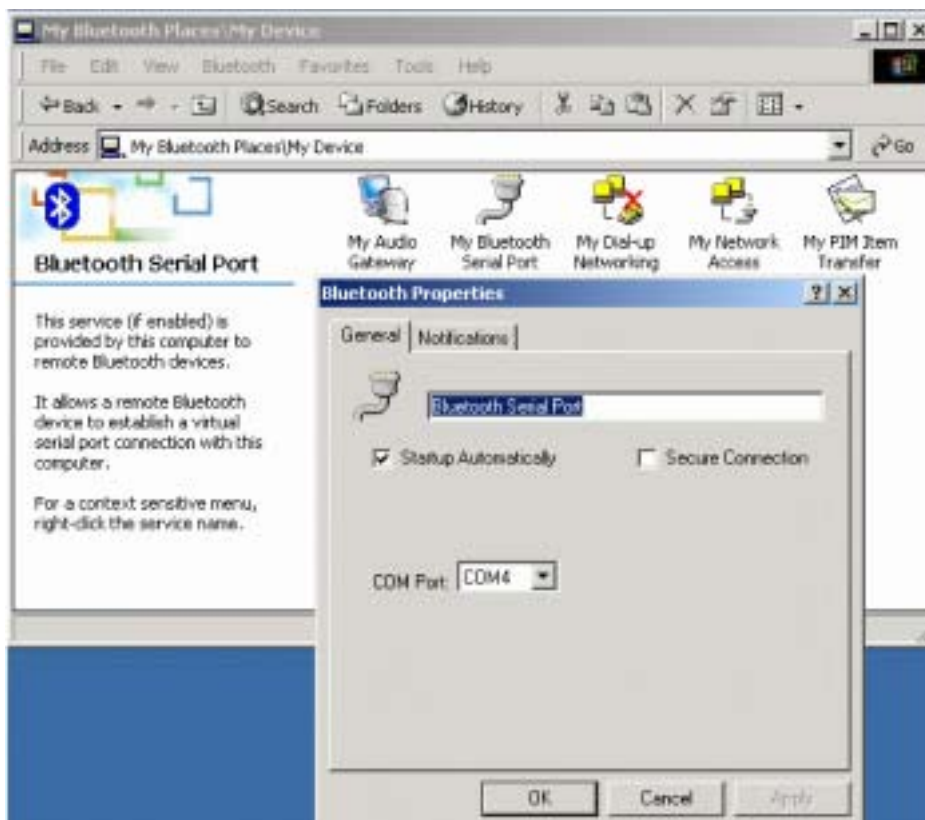 My Bluetooth Places\My Device
File Edit View Bluetooth Favorites Tools Help
Back Search Folders History
Address My Bluetooth Places\My Device Go
My Audio Gateway
My Bluetooth Serial Port
My Dial-up Networking
My Network Access
My PIM Item Transfer
Bluetooth Serial Port
This service (if enabled) is
provided by this computer to
remote Bluetooth devices.
It allows a remote Bluetooth
device to establish a virtual
serial port connection with this
computer.
For a context sensitive menu,
right-click the service name.
Bluetooth Properties
General Notifications
Bluetooth Serial Port
Startup Automatically Secure Connection
COM Port: COM4
OK Cancel Apply